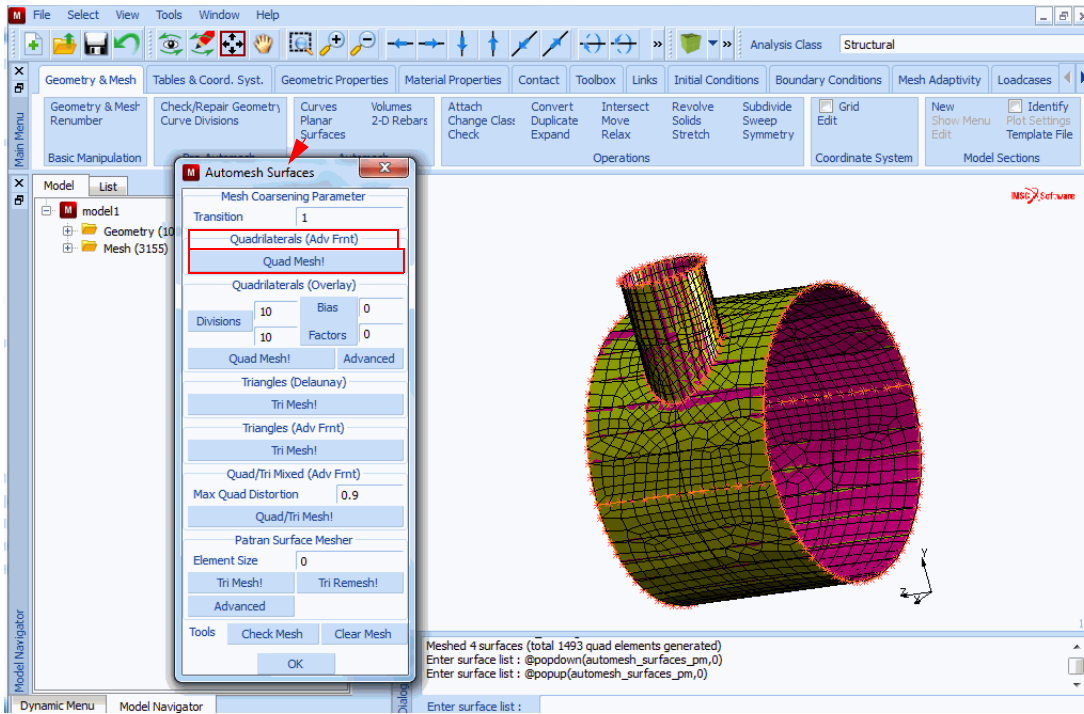 File Select View Tools Window Help
» » Analysis Class Structural
Geometry & Mesh Tables & Coord. Syst. Geometric Properties Material Properties Contact Toolbox Links Initial Conditions Boundary Conditions Mesh Adaptivity Loadcases
Main Menu
Geometry & Mesh Check/Repair Geometry Curves Volumes Attach Convert Intersect Revolve Subdivide Grid New Identify
Renumber Curve Divisions Planar 2-D Rebars Change Class Duplicate Move Solids Sweep Edit Show Menu Plot Settings
Surfaces Check Expand Relax Stretch Symmetry Edit Template File
Basic Manipulation Operations Coordinate System Model Sections
Model List
model1
Geometry (10
Mesh (3155)
Automesh Surfaces
Mesh Coarsening Parameter
Transition 1
Quadrilaterals (Adv Frnt)
Quad Mesh!
Quadrilaterals (Overlay)
Divisions 10 Bias 0
10 Factors 0
Quad Mesh! Advanced
Triangles (Delaunay)
Tri Mesh!
Triangles (Adv Frnt)
Tri Mesh!
Quad/Tri Mixed (Adv Frnt)
Max Quad Distortion 0.9
Quad/Tri Mesh!
Patran Surface Mesher
Element Size 0
Tri Mesh! Tri Remesh!
Advanced
Tools Check Mesh Clear Mesh
OK
MSC Software
Y
Z
1
Meshed 4 surfaces (total 1493 quad elements generated)
Enter surface list : @popdown(automesh_surfaces_pm,0)
Enter surface list : @popup(automesh_surfaces_pm,0)
Dialog
Enter surface list :
Model Navigator
Dynamic Menu Model Navigator